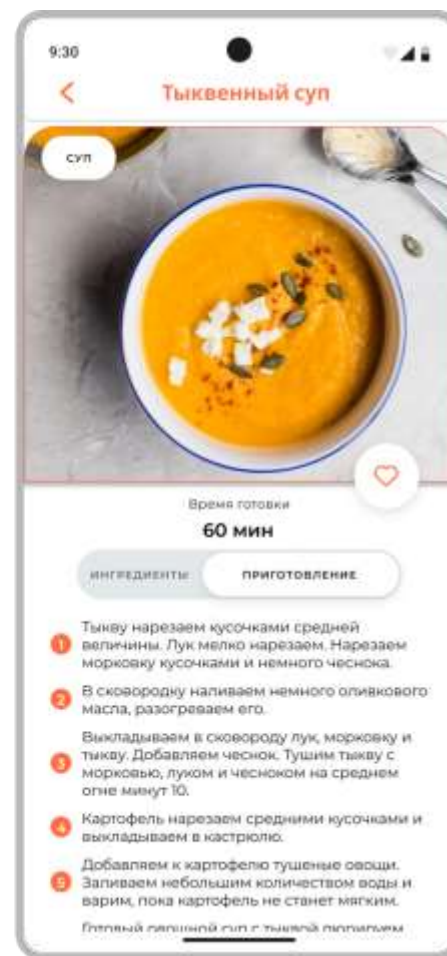 9:30
Тыквенный суп
СУП
Время готовки
60 мин
ИНГРЕДИЕНТЫ
ПРИГОТОВЛЕНИЕ
1 Тыкву нарезаем кусочками средней
величины. Лук мелко нарезаем. Нарезаем
морковку кусочками и немного чеснока.
2 В сковородку наливаем немного оливкового
масла, разогреваем его.
3 Выкладываем в сковороду лук, морковку и
тыкву. Добавляем чеснок. Тушим тыкву с
морковью, луком и чесноком на среднем
огне минут 10.
4 Картофель нарезаем средними кусочками и
выкладываем в кастрюлю.
5 Добавляем к картофелю тушеные овощи.
Заливаем небольшим количеством воды и
варим, пока картофель не станет мягким.
Готовый овощной суп с тыквой пюрируем